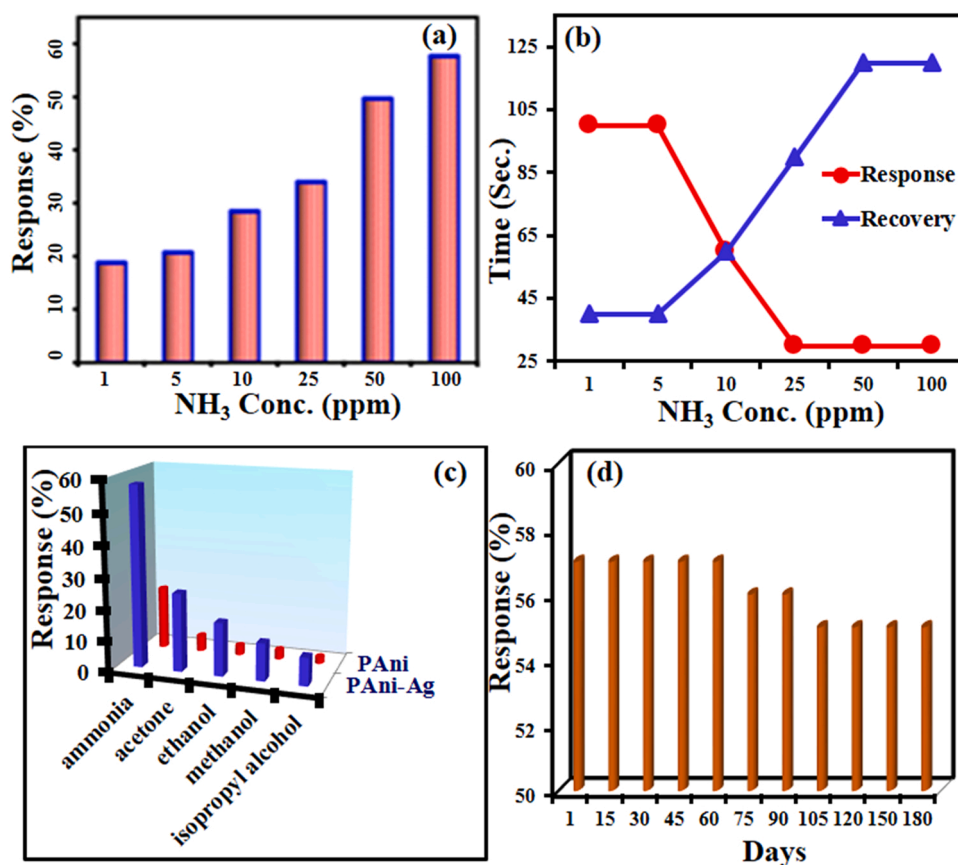 (a)
Response (%)
60
50
40
30
20
10
0
1 5 10 25 50 100
NH₃ Conc. (ppm)
(b)
Time (Sec.)
125
105
85
65
45
25
Response
Recovery
1 5 10 25 50 100
NH₃ Conc. (ppm)
(c)
Response (%)
60
50
40
30
20
10
0
PAni
PAni-Ag
ammonia
acetone
ethanol
methanol
isopropyl alcohol
(d)
Response (%)
60
58
56
54
52
50
1 15 30 45 60 75 90 105 120 150 180
Days